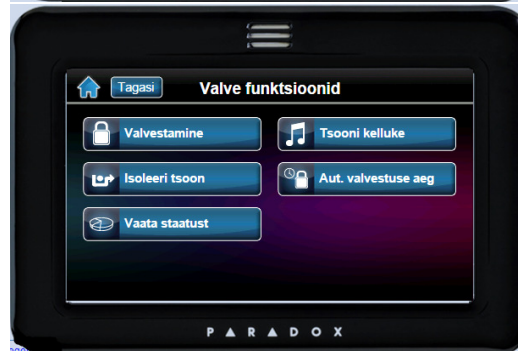 Tagasi Valve funktsioonid
Valvestamine Tsooni kelluke
Isoleeri tsoon Aut. valvestuse aeg
Vaata staatust
PARADOX